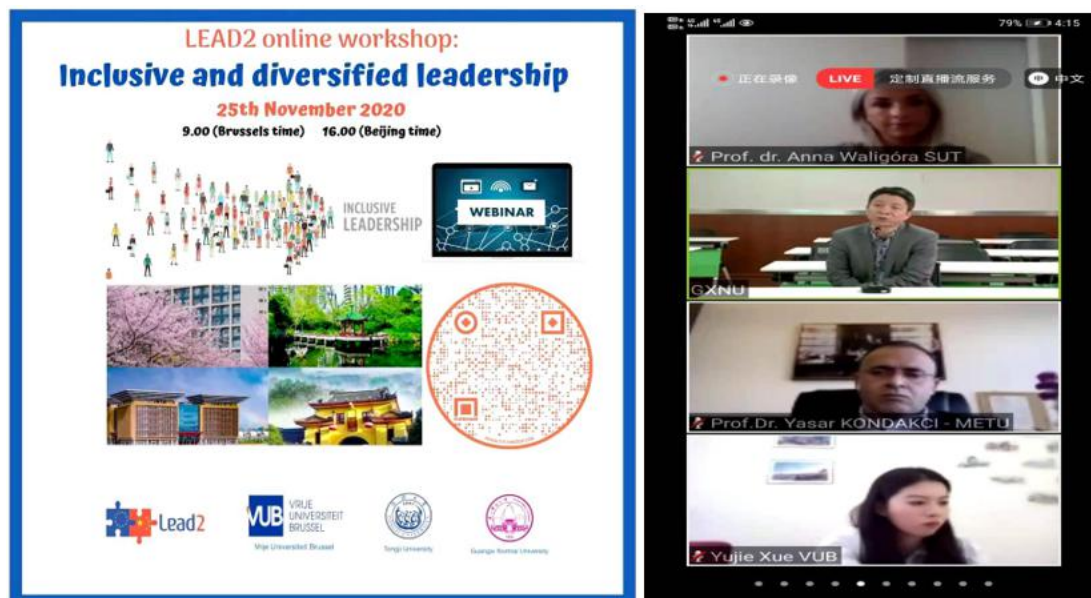 LEAD2 online workshop:
Inclusive and diversified leadership
25th November 2020
9.00 (Brussels time) 16.00 (Beijing time)
INCLUSIVE
LEADERSHIP
WEBINAR
Lead2
VUB
VRIJE
UNIVERSITEIT
BRUSSEL
Vrije Universiteit Brussel
Tongji University
Guangxi Normal University
79% 4:15
正在录像 LIVE 定制直播流服务 中 中文
Prof. dr. Anna Waligóra SUT
GXNU
Prof.Dr. Yasar KONDAKCI - METU
Yujie Xue VUB